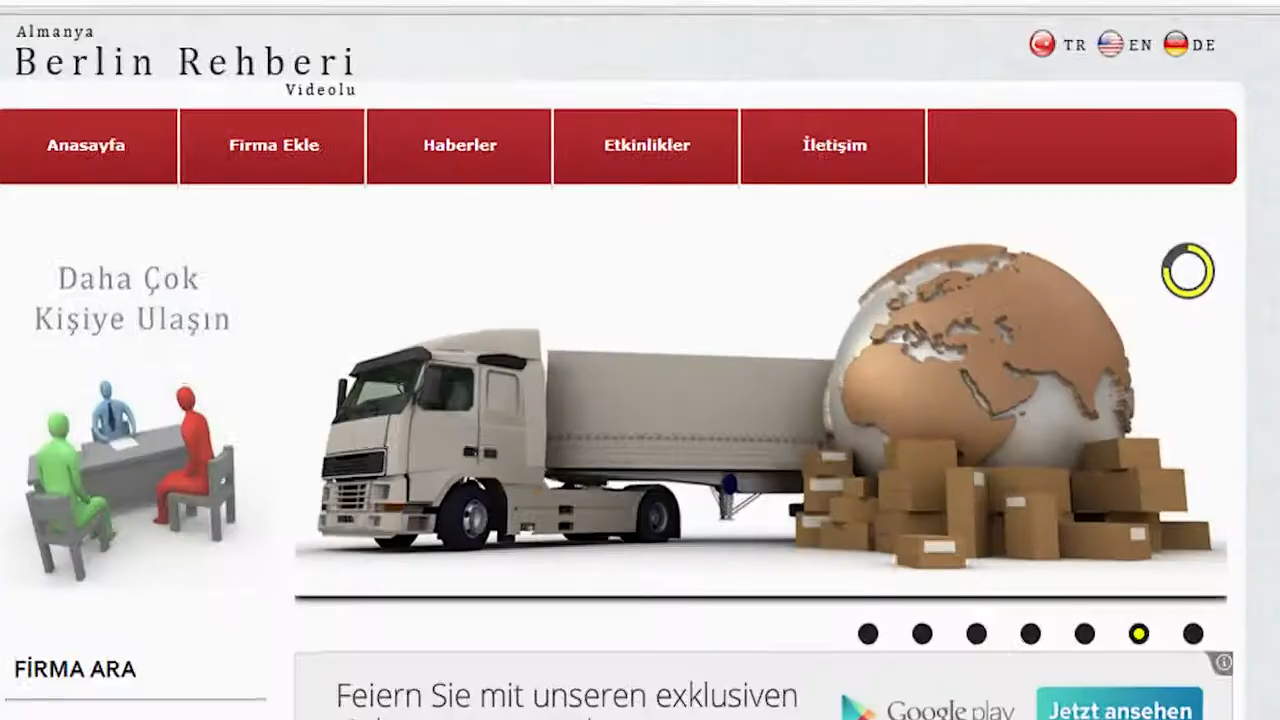 Almanya
Berlin Rehberi
Videolu
TR EN DE
Anasayfa Firma Ekle Haberler Etkinlikler İletişim
Daha Çok
Kişiye Ulaşın
FİRMA ARA
Feiern Sie mit unseren exklusiven
Google play
Jetzt ansehen